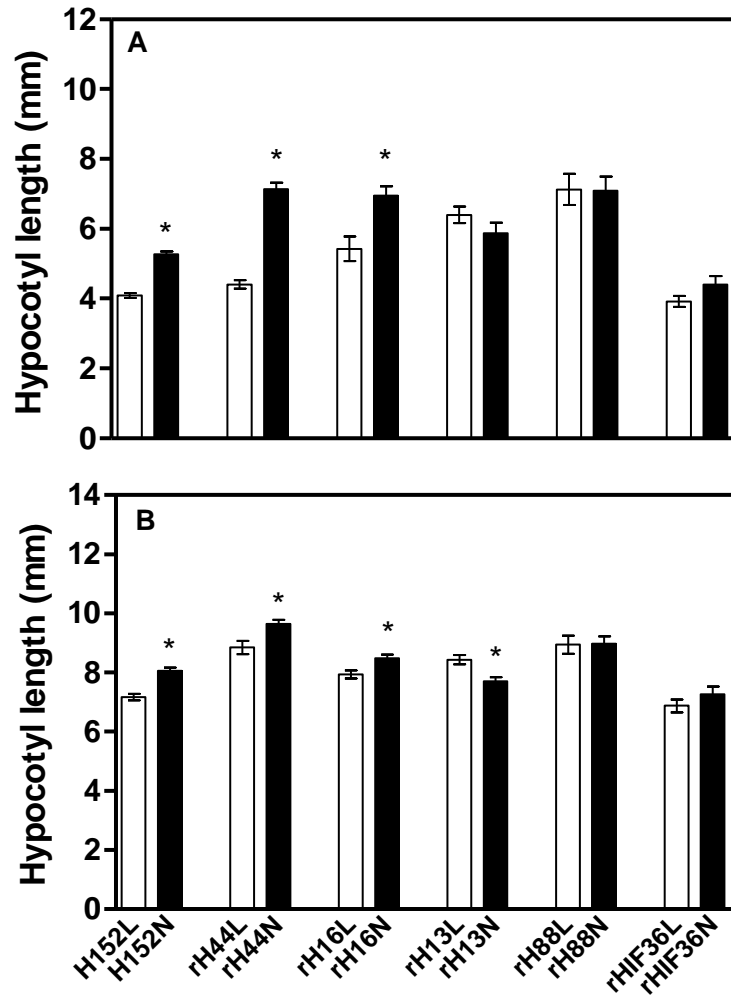 12
A
10
8
6
4
2
0
Hypocotyl length (mm)
*
*
*
14
B
12
10
8
6
4
2
0
Hypocotyl length (mm)
*
*
*
*
H152L
H152N
rH44L
rH44N
rH16L
rH16N
rH13L
rH13N
rH88L
rH88N
rHIF36L
rHIF36N